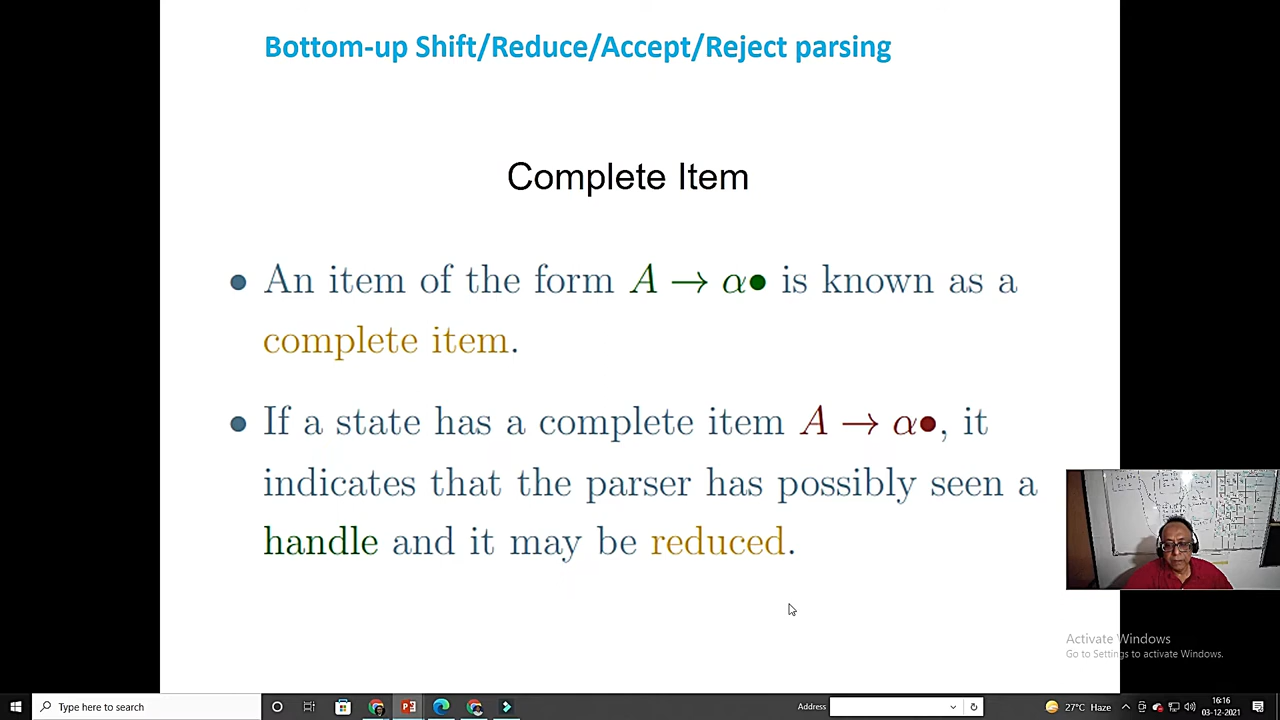 Bottom-up Shift/Reduce/Accept/Reject parsing
Complete Item
• An item of the form A → α• is known as a
complete item.
• If a state has a complete item A → α•, it
indicates that the parser has possibly seen a
handle and it may be reduced.
Activate Windows
Go to Settings to activate Windows.
Type here to search
Address
27°C Haze
16:16
03-12-2021